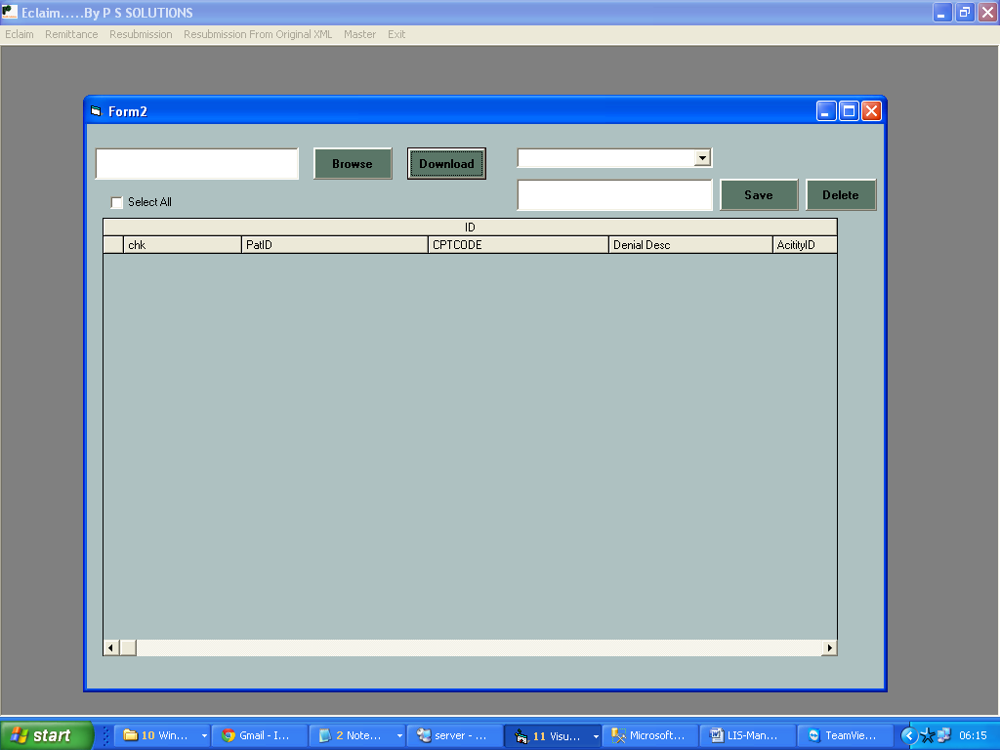 Eclaim.....By P S SOLUTIONS
Eclaim Remittance Resubmission Resubmission From Original XML Master Exit
Form2
Browse Download
Save Delete
Select All
ID
chk PatID CPTCODE Denial Desc AcitityID
start 10 Win... Gmail - I... 2 Note... server - ... 11 Visu... Microsoft... LIS-Man... TeamVie... 06:15